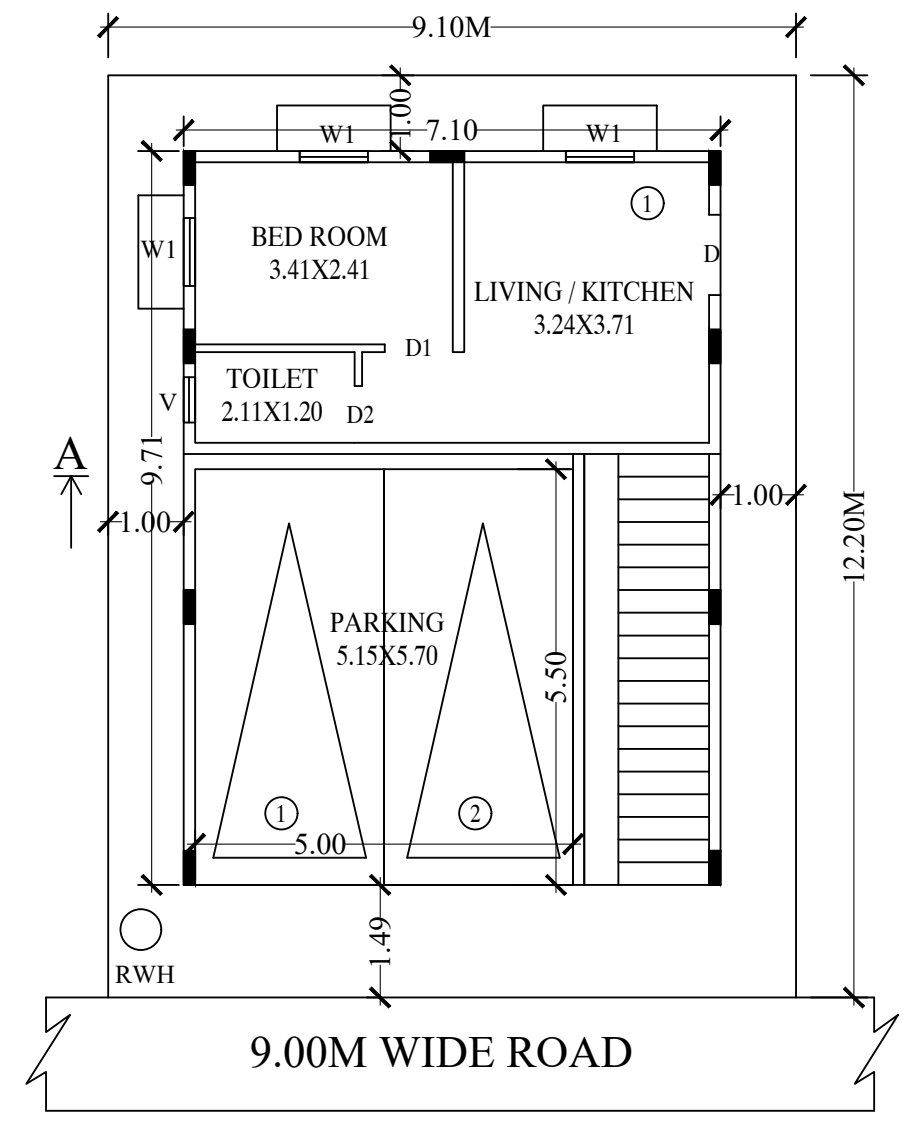 9.10M
1.00
7.10
W1
W1
1
W1
BED ROOM
3.41X2.41
D
LIVING / KITCHEN
3.24X3.71
D1
TOILET
2.11X1.20
V
D2
A
9.71
1.00
1.00
12.20M
PARKING
5.15X5.70
5.50
1
2
5.00
1.49
RWH
9.00M WIDE ROAD